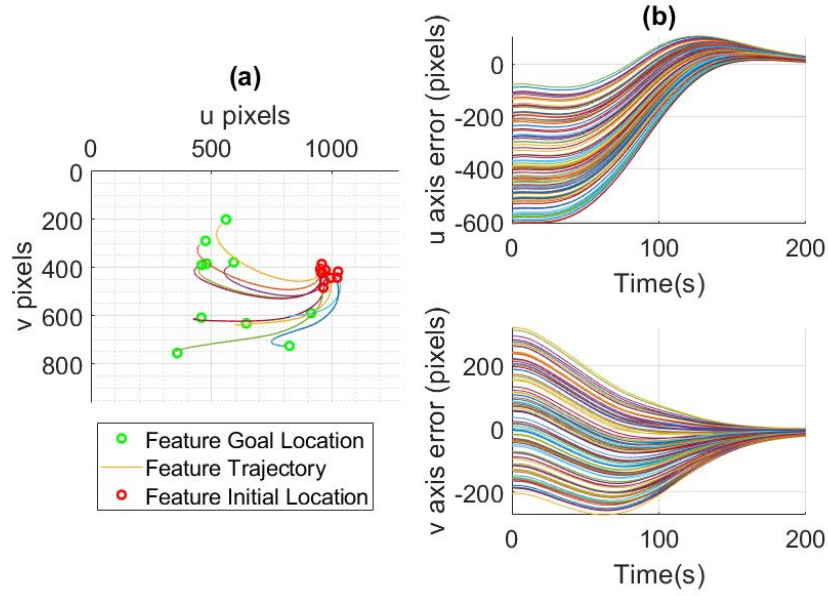 (a)
u pixels
0 500 1000
0
200
400
600
800
v pixels
Feature Goal Location
Feature Trajectory
Feature Initial Location
(b)
u axis error (pixels)
0
-200
-400
-600
0 100 200
Time(s)
v axis error (pixels)
200
0
-200
0 100 200
Time(s)